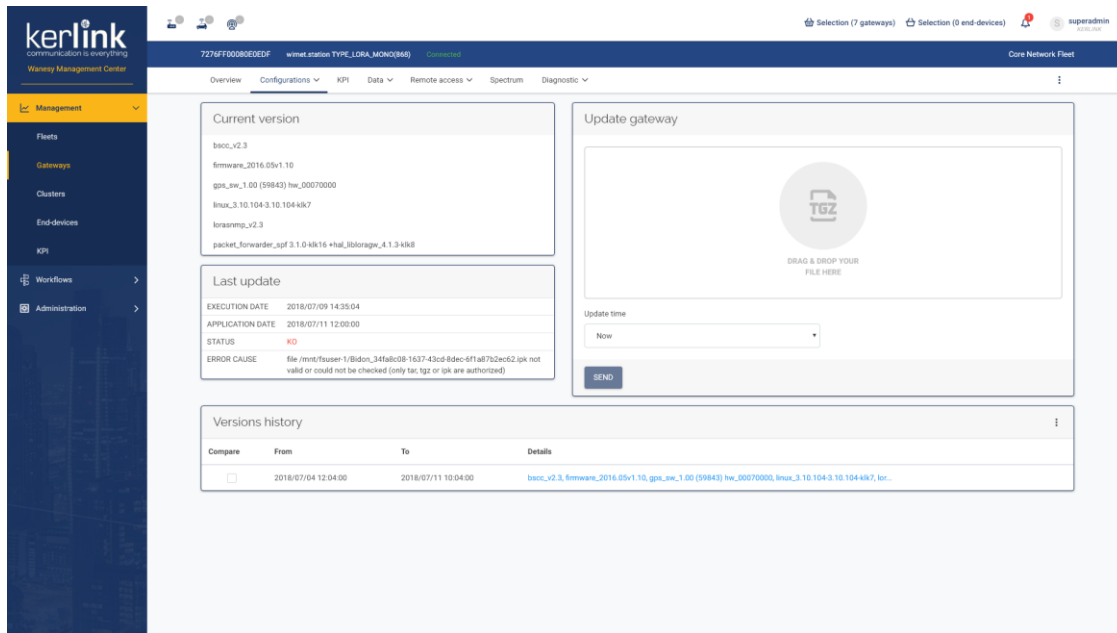 kerlink
communication is everything
Wanesy Management Center
Management
Fleets
Gateways
Clusters
End-devices
KPI
Workflows
Administration
Selection (7 gateways)
Selection (0 end-devices)
1
S
superadmin
KERLINK
7276FF00080E0EDF wimet.station TYPE_LORA_MONO(868) Connected
Core Network Fleet
Overview Configurations KPI Data Remote access Spectrum Diagnostic
Current version
bscc_v2.3
firmware_2016.05v1.10
gps_sw_1.00 (59843) hw_00070000
linux_3.10.104-3.10.104-klk7
lorasnmp_v2.3
packet_forwarder_spf 3.1.0-klk16 +hal_libloragw_4.1.3-klk8
Last update
EXECUTION DATE 2018/07/09 14:35:04
APPLICATION DATE 2018/07/11 12:00:00
STATUS KO
ERROR CAUSE file /mnt/fsuser-1/Bidon_34fa8c08-1637-43cd-8dec-6f1a87b2ec62.ipk not
valid or could not be checked (only tar, tgz or ipk are authorized)
Update gateway
TGZ
DRAG & DROP YOUR
FILE HERE
Update time
Now
SEND
Versions history
Compare From To Details
2018/07/04 12:04:00 2018/07/11 10:04:00 bscc_v2.3, firmware_2016.05v1.10, gps_sw_1.00 (59843) hw_00070000, linux_3.10.104-3.10.104-klk7, lor...